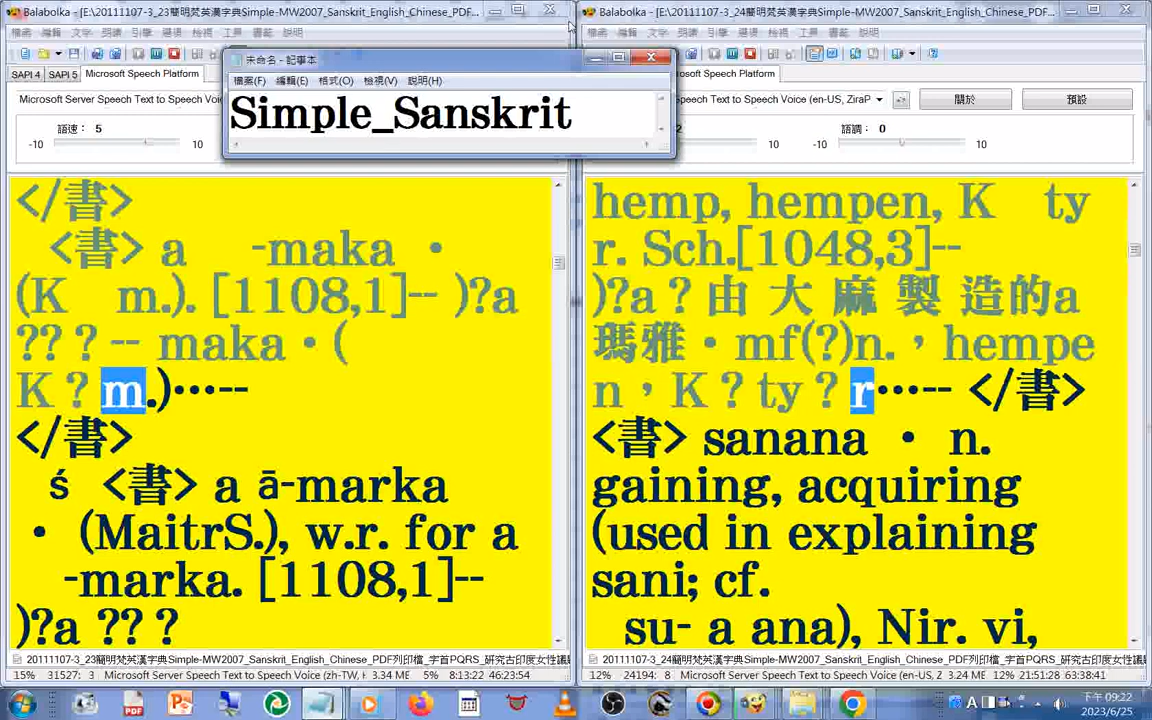 Balabolka - [E:\20111107-3_23簡明梵英漢字典Simple-MW2007_Sanskrit_English_Chinese_PDF...
Balabolka - [E:\20111107-3_24簡明梵英漢字典Simple-MW2007_Sanskrit_English_Chinese_PDF...
未命名 - 記事本
檔案(F) 編輯(E) 格式(O) 檢視(V) 說明(H)
Simple_Sanskrit
SAPI 4 SAPI 5 Microsoft Speech Platform
Speech Platform
Microsoft Server Speech Text to Speech Voi
Speech Text to Speech Voice (en-US, ZiraP
關於 預設
語速： 5
-10 10
2
10
語調： 0
-10 10
</書>
<書> a -maka •
(K m.). [1108,1]-- )?a
??？-- maka•(
K？m.)…--
</書>
ś <書> a ā-marka
• (MaitrS.), w.r. for a
-marka. [1108,1]--
)?a ??？
hemp, hempen, K ty
r. Sch.[1048,3]--
)?a？由 大 麻 製 造的a
瑪雅•mf(?)n.，hempe
n，K？ty？r…-- </書>
<書> sanana • n.
gaining, acquiring
(used in explaining
sani; cf.
su- a ana), Nir. vi,
20111107-3_23簡明梵英漢字典Simple-MW2007_Sanskrit_English_Chinese_PDF列印檔_字首PQRS_研究古印度女性議
20111107-3_24簡明梵英漢字典Simple-MW2007_Sanskrit_English_Chinese_PDF列印檔_字首PQRS_研究古印度女性議
15% 31527: 3 Microsoft Server Speech Text to Speech Voice (zh-TW, H 3.34 ME 5% 8:13:22 46:23:54
12% 24194: 8 Microsoft Server Speech Text to Speech Voice (en-US, 3.24 ME 12% 21:51:28 63:38:41
下午 09:22
2023/6/25